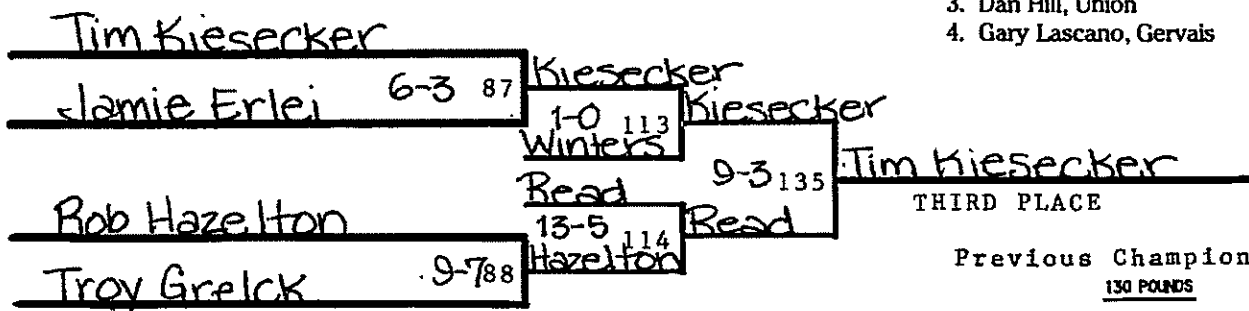 3. Dan Hill, Union
4. Gary Lascano, Gervais
Tim Kiesecker
Jamie Erlei
6-3 87
Kiesecker
1-0 113
Winters
Kiesecker
Read
13-5 114
Hazelton
Rob Hazelton
Troy Grelck
9-7 88
9-3 135
Read
Tim Kiesecker
THIRD PLACE
Previous Champion
130 POUNDS